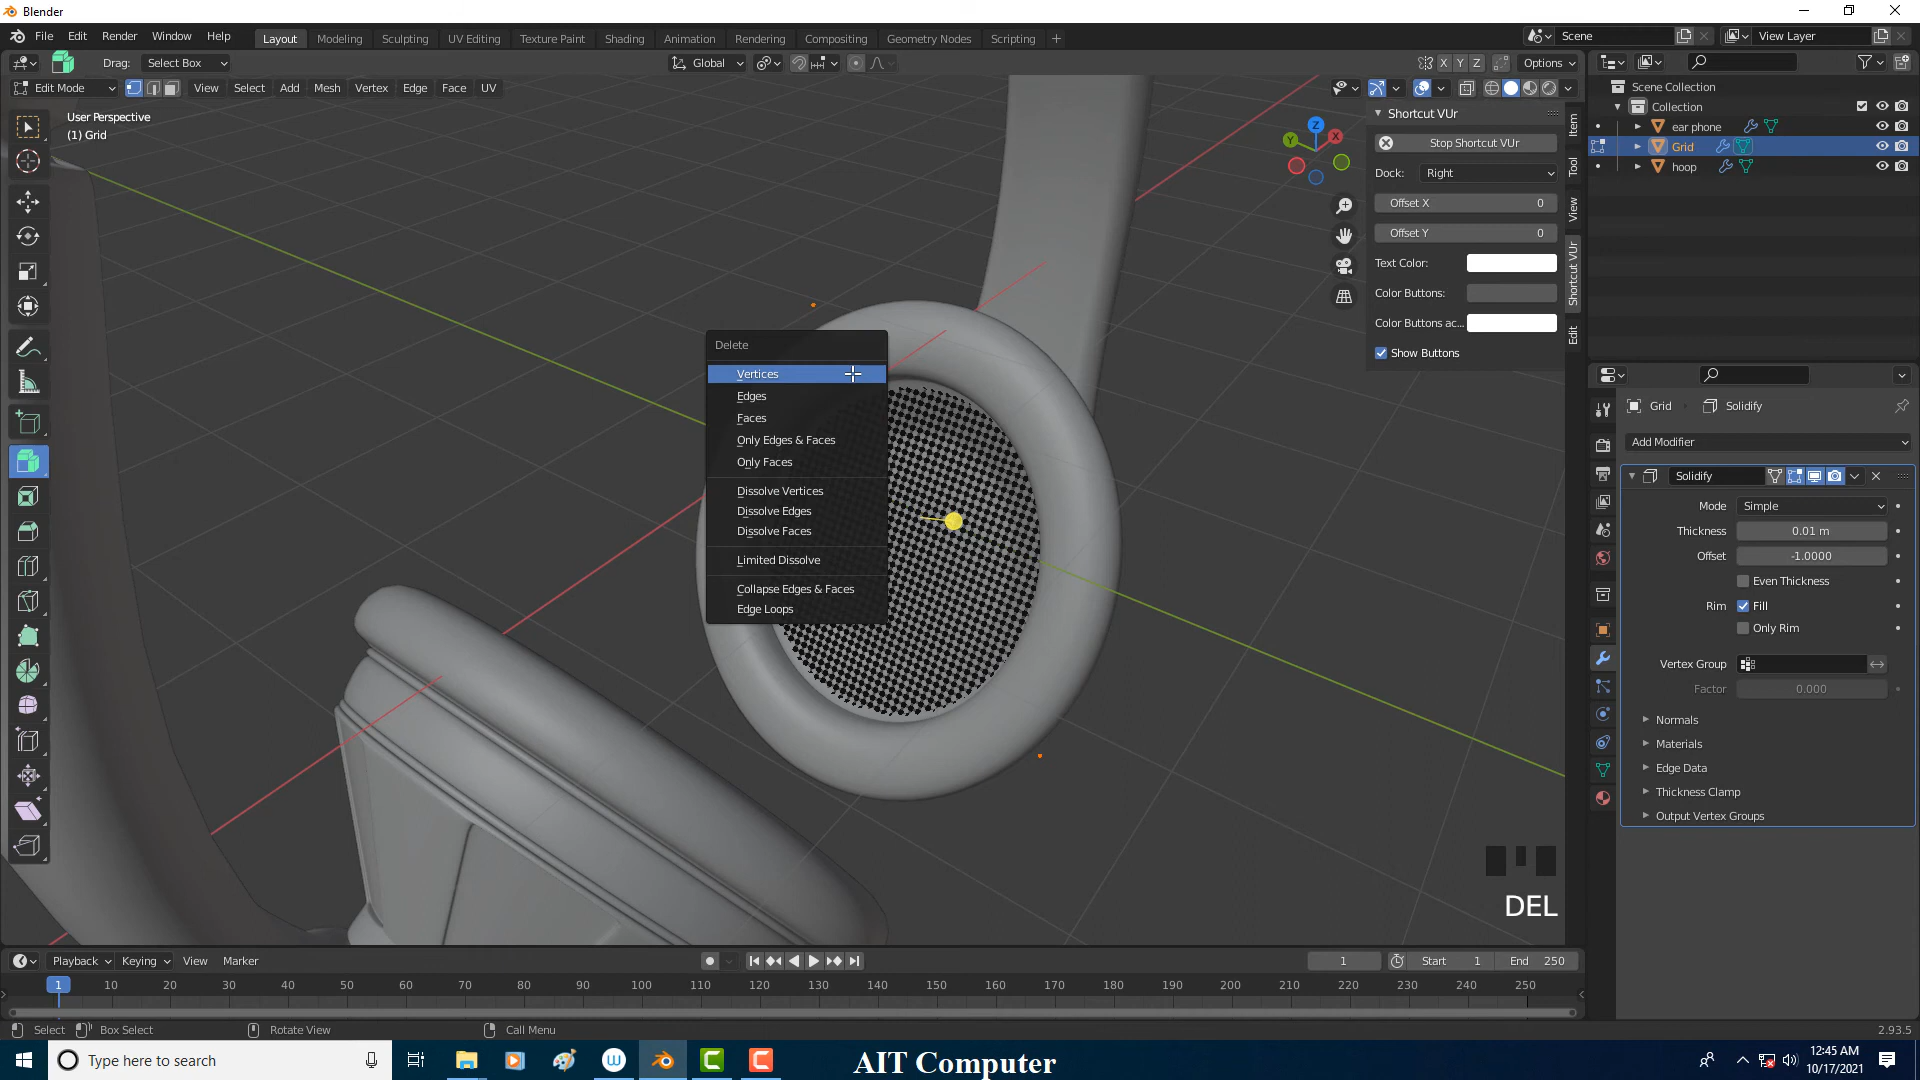 Blender
File Edit Render Window Help
Layout Modeling Sculpting UV Editing Texture Paint Shading Animation Rendering Compositing Geometry Nodes Scripting +
Scene
View Layer
Drag: Select Box
Global
X Y Z
Options
Edit Mode
View Select Add Mesh Vertex Edge Face UV
User Perspective
(1) Grid
Z
Y
X
Shortcut VUr
Stop Shortcut VUr
Dock: Right
Offset X 0
Offset Y 0
Text Color:
Color Buttons:
Color Buttons ac...
Show Buttons
Item
Tool
View
Shortcut VUr
Edit
Scene Collection
Collection
ear phone
Grid
hoop
Delete
Vertices
Edges
Faces
Only Edges & Faces
Only Faces
Dissolve Vertices
Dissolve Edges
Dissolve Faces
Limited Dissolve
Collapse Edges & Faces
Edge Loops
Grid Solidify
Add Modifier
Solidify
Mode Simple
Thickness 0.01 m
Offset -1.0000
Even Thickness
Rim Fill
Only Rim
Vertex Group
Factor 0.000
Normals
Materials
Edge Data
Thickness Clamp
Output Vertex Groups
DEL
Playback Keying View Marker
1
Start 1
End 250
1 10 20 30 40 50 60 70 80 90 100 110 120 130 140 150 160 170 180 190 200 210 220 230 240 250
Select Box Select Rotate View Call Menu
2.93.5
Type here to search
AIT Computer
12:45 AM
10/17/2021